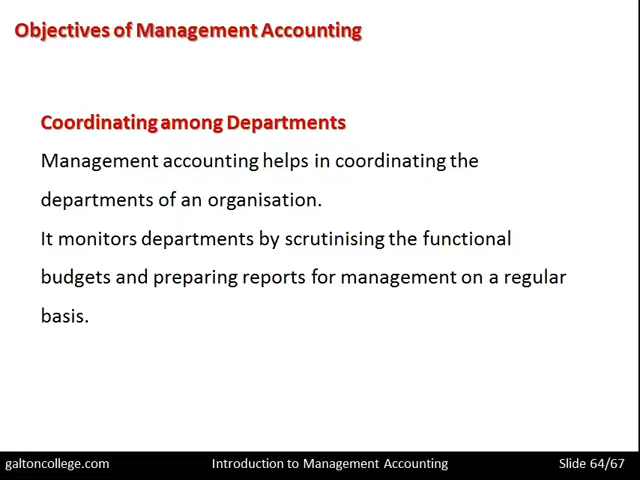 Objectives of Management Accounting
Coordinating among Departments
Management accounting helps in coordinating the
departments of an organisation.
It monitors departments by scrutinising the functional
budgets and preparing reports for management on a regular
basis.
galtoncollege.com
Introduction to Management Accounting
Slide 64/67